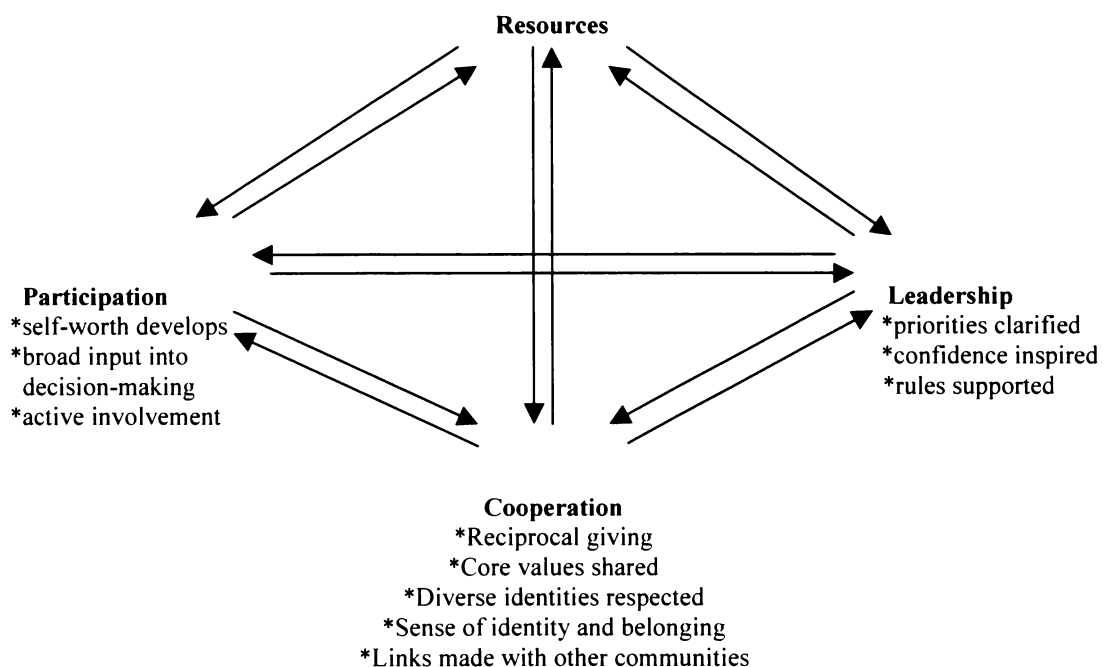 Resources
Participation
*self-worth develops
*broad input into
decision-making
*active involvement
Leadership
*priorities clarified
*confidence inspired
*rules supported
Cooperation
*Reciprocal giving
*Core values shared
*Diverse identities respected
*Sense of identity and belonging
*Links made with other communities